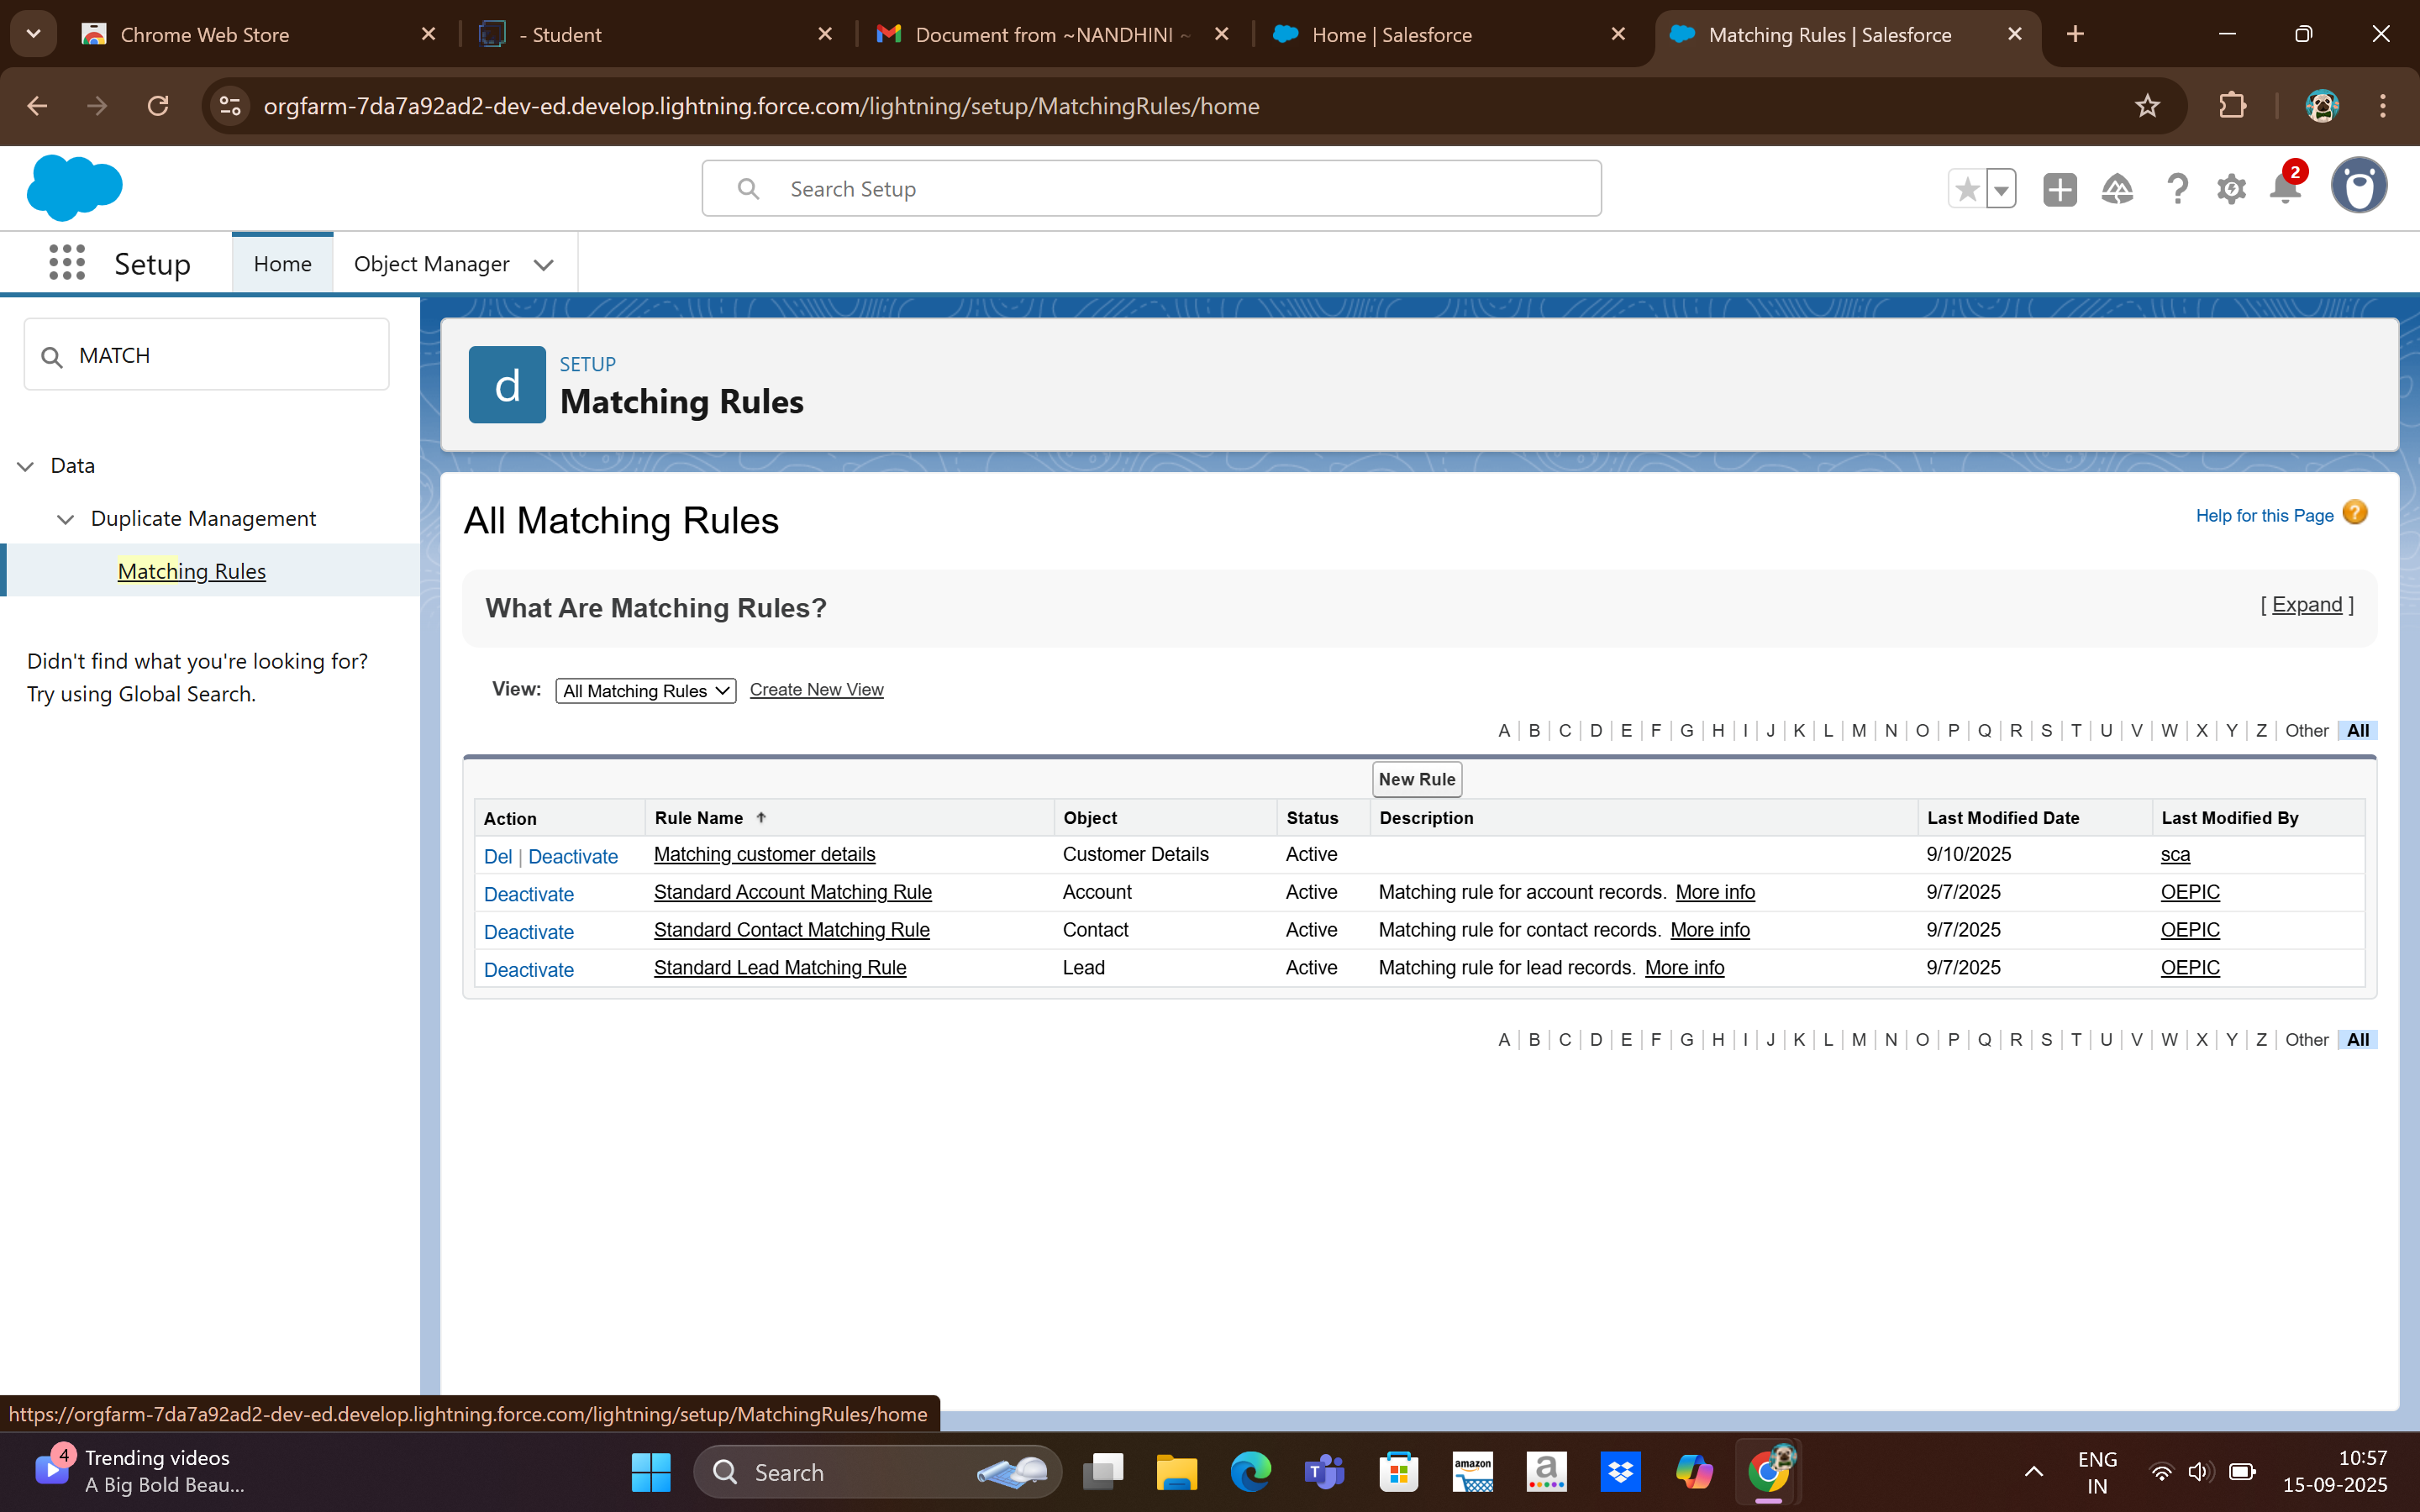 Chrome Web Store
- Student
Document from ~NANDHINI ~
Home | Salesforce
Matching Rules | Salesforce
orgfarm-7da7a92ad2-dev-ed.develop.lightning.force.com/lightning/setup/MatchingRules/home
Search Setup
2
Setup
Home
Object Manager
MATCH
Data
Duplicate Management
Matching Rules
Didn't find what you're looking for?
Try using Global Search.
d
SETUP
Matching Rules
All Matching Rules
Help for this Page ?
What Are Matching Rules?
[ Expand ]
View: All Matching Rules Create New View
A | B | C | D | E | F | G | H | I | J | K | L | M | N | O | P | Q | R | S | T | U | V | W | X | Y | Z | Other | All
New Rule
Action Rule Name Object Status Description Last Modified Date Last Modified By
Del | Deactivate Matching customer details Customer Details Active 9/10/2025 sca
Deactivate Standard Account Matching Rule Account Active Matching rule for account records. More info 9/7/2025 OEPIC
Deactivate Standard Contact Matching Rule Contact Active Matching rule for contact records. More info 9/7/2025 OEPIC
Deactivate Standard Lead Matching Rule Lead Active Matching rule for lead records. More info 9/7/2025 OEPIC
A | B | C | D | E | F | G | H | I | J | K | L | M | N | O | P | Q | R | S | T | U | V | W | X | Y | Z | Other | All
https://orgfarm-7da7a92ad2-dev-ed.develop.lightning.force.com/lightning/setup/MatchingRules/home
4
Trending videos
A Big Bold Beau...
Search
amazon
a
T
ENG
IN
10:57
15-09-2025